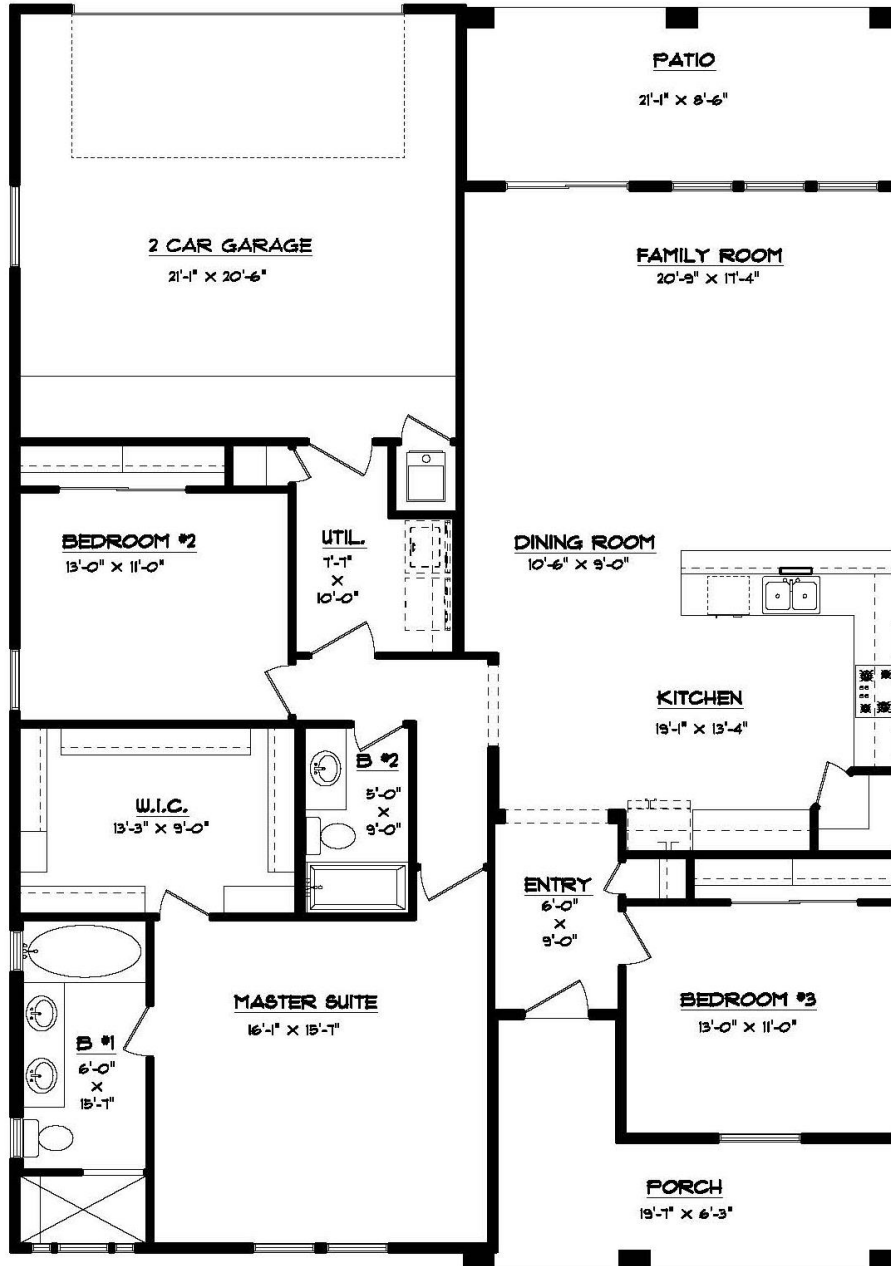 PATIO
21'-1" X 8'-6"
2 CAR GARAGE
21'-1" X 20'-6"
FAMILY ROOM
20'-9" X 17'-4"
BEDROOM #2
13'-0" X 11'-0"
UTIL.
7'-7"
X
10'-0"
DINING ROOM
10'-6" X 9'-0"
KITCHEN
19'-1" X 13'-4"
W.I.C.
13'-3" X 9'-0"
B #2
5'-0"
X
9'-0"
ENTRY
6'-0"
X
9'-0"
MASTER SUITE
16'-1" X 15'-7"
BEDROOM #3
13'-0" X 11'-0"
B #1
6'-0"
X
15'-7"
PORCH
19'-7" X 6'-3"